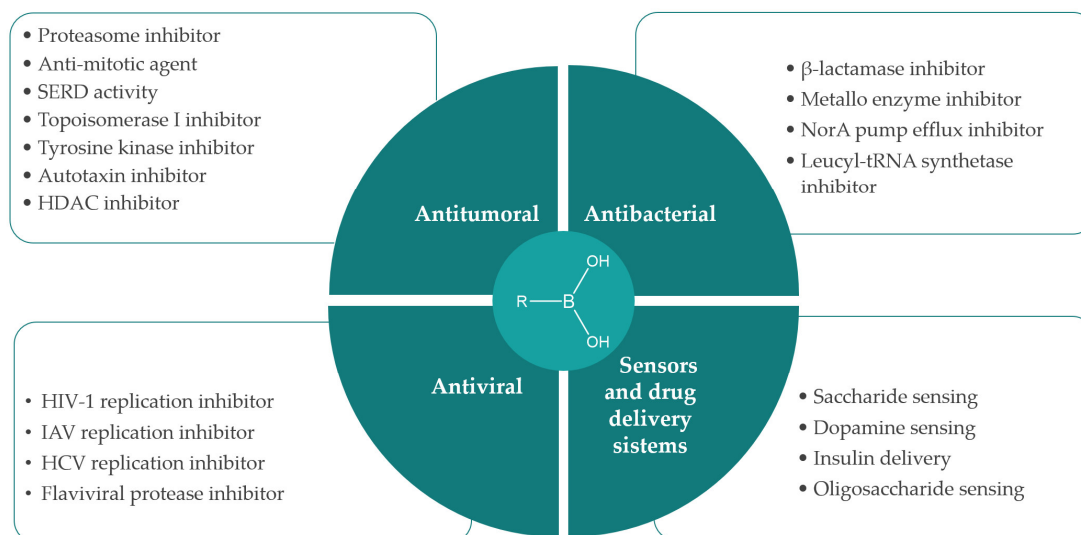 • Proteasome inhibitor
• Anti-mitotic agent
• SERD activity
• Topoisomerase I inhibitor
• Tyrosine kinase inhibitor
• Autotaxin inhibitor
• HDAC inhibitor
Antitumoral
• β-lactamase inhibitor
• Metallo enzyme inhibitor
• NorA pump efflux inhibitor
• Leucyl-tRNA synthetase
inhibitor
Antibacterial
OH
R
B
OH
Antiviral
• HIV-1 replication inhibitor
• IAV replication inhibitor
• HCV replication inhibitor
• Flaviviral protease inhibitor
Sensors
and drug
delivery
sistems
• Saccharide sensing
• Dopamine sensing
• Insulin delivery
• Oligosaccharide sensing